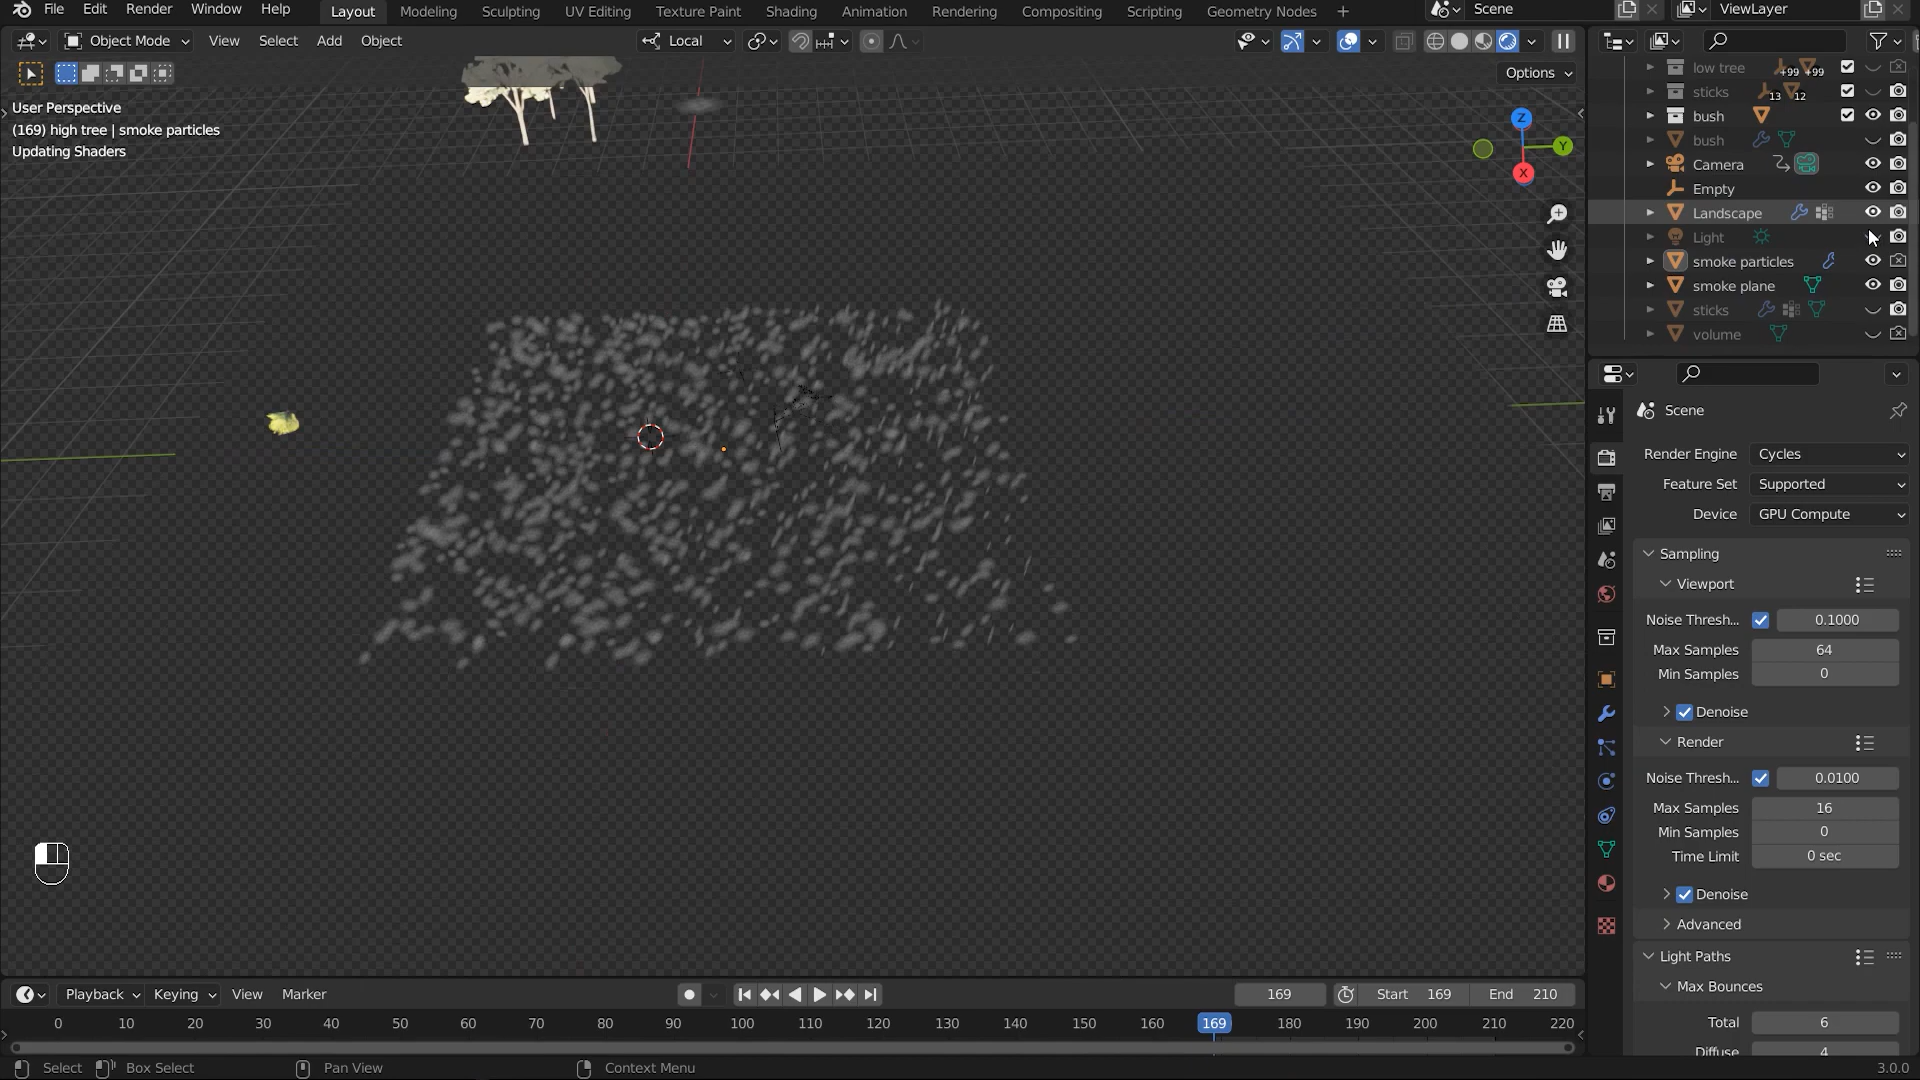 File Edit Render Window Help Layout Modeling Sculpting UV Editing Texture Paint Shading Animation Rendering Compositing Scripting Geometry Nodes + Scene ViewLayer
Object Mode View Select Add Object Local
Options
User Perspective
(169) high tree | smoke particles
Updating Shaders
Z
Y
X
low tree +99 +99
sticks 13 12
bush
bush
Camera
Empty
Landscape
Light
smoke particles
smoke plane
sticks
volume
Scene
Render Engine Cycles
Feature Set Supported
Device GPU Compute
Sampling
Viewport
Noise Thresh... 0.1000
Max Samples 64
Min Samples 0
Denoise
Render
Noise Thresh... 0.0100
Max Samples 16
Min Samples 0
Time Limit 0 sec
Denoise
Advanced
Light Paths
Max Bounces
Total 6
Diffuse 4
Playback Keying View Marker 169 Start 169 End 210
0 10 20 30 40 50 60 70 80 90 100 110 120 130 140 150 160 169 180 190 200 210 220
Select Box Select Pan View Context Menu 3.0.0